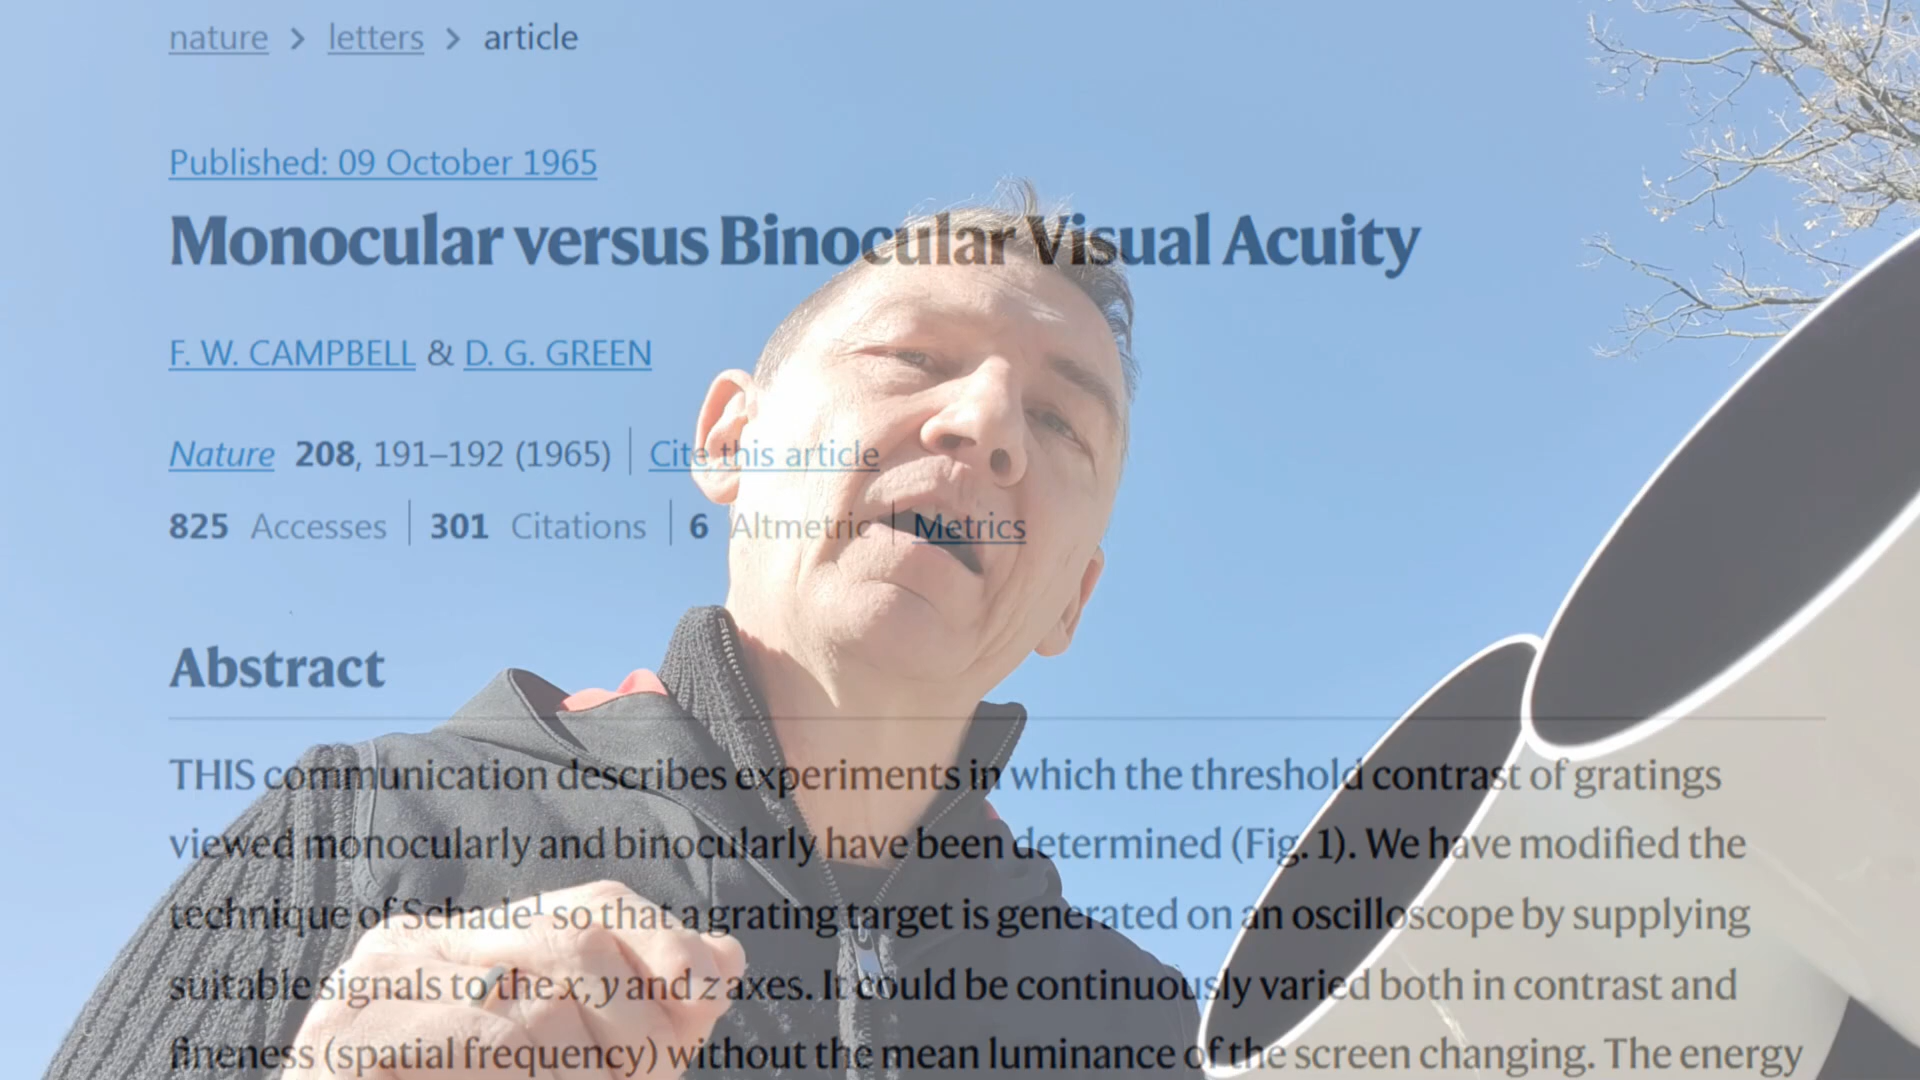 nature > letters > article
Published: 09 October 1965
Monocular versus Binocular Visual Acuity
F. W. CAMPBELL & D. G. GREEN
Nature 208, 191–192 (1965) | Cite this article
825 Accesses | 301 Citations | 6 Altmetric | Metrics
Abstract
THIS communication describes experiments in which the threshold contrast of gratings
viewed monocularly and binocularly have been determined (Fig. 1). We have modified the
technique of Schade¹ so that a grating target is generated on an oscilloscope by supplying
suitable signals to the x, y and z axes. It could be continuously varied both in contrast and
fineness (spatial frequency) without the mean luminance of the screen changing. The energy